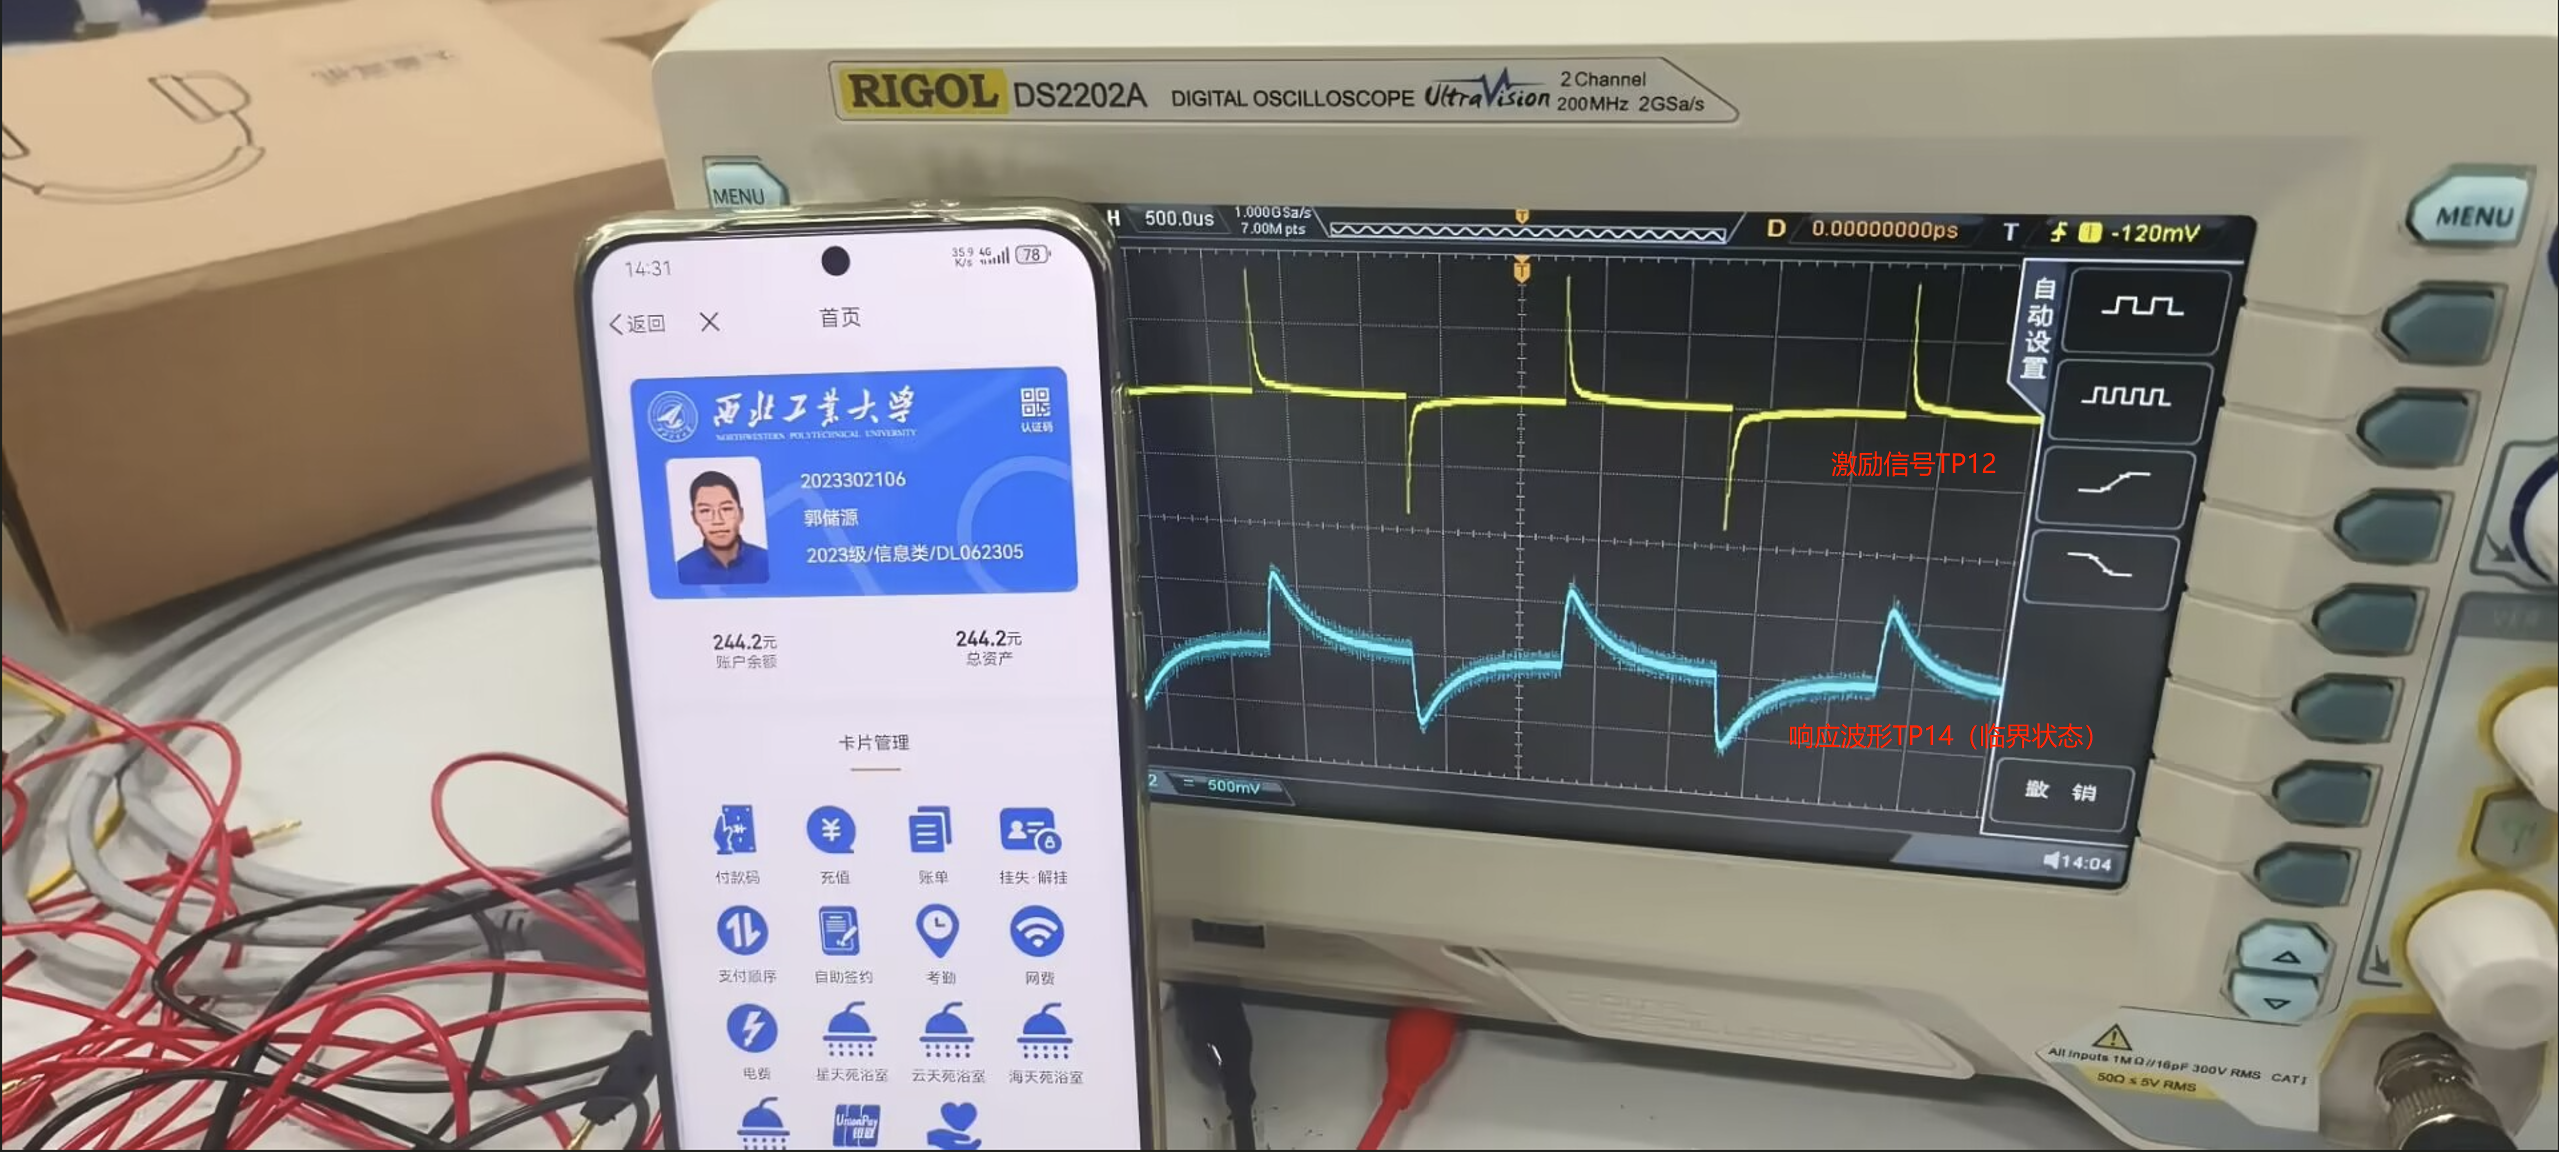 RIGOL DS2202A DIGITAL OSCILLOSCOPE UltraVision 2 Channel 200MHz 2GSa/s
MENU
MENU
H 500.0us 1.000GSa/s 7.00M pts D 0.00000000ps T 1 -120mV
自动设置
激励信号TP12
响应波形TP14（临界状态）
撤 销
2 = 500mV
14:04
All Inputs 1MΩ//16pF 300V RMS CAT I
50Ω ≤ 5V RMS
14:31 35.9 K/s 4G 78
返回 首页
西北工业大学
NORTHWESTERN POLYTECHNICAL UNIVERSITY
认证码
2023302106
郭储源
2023级/信息类/DL062305
244.2元 244.2元
账户余额 总资产
卡片管理
付款码 充值 账单 挂失·解挂
支付顺序 自助签约 考勤 网费
电费 星天苑浴室 云天苑浴室 海天苑浴室
UnionPay 银联